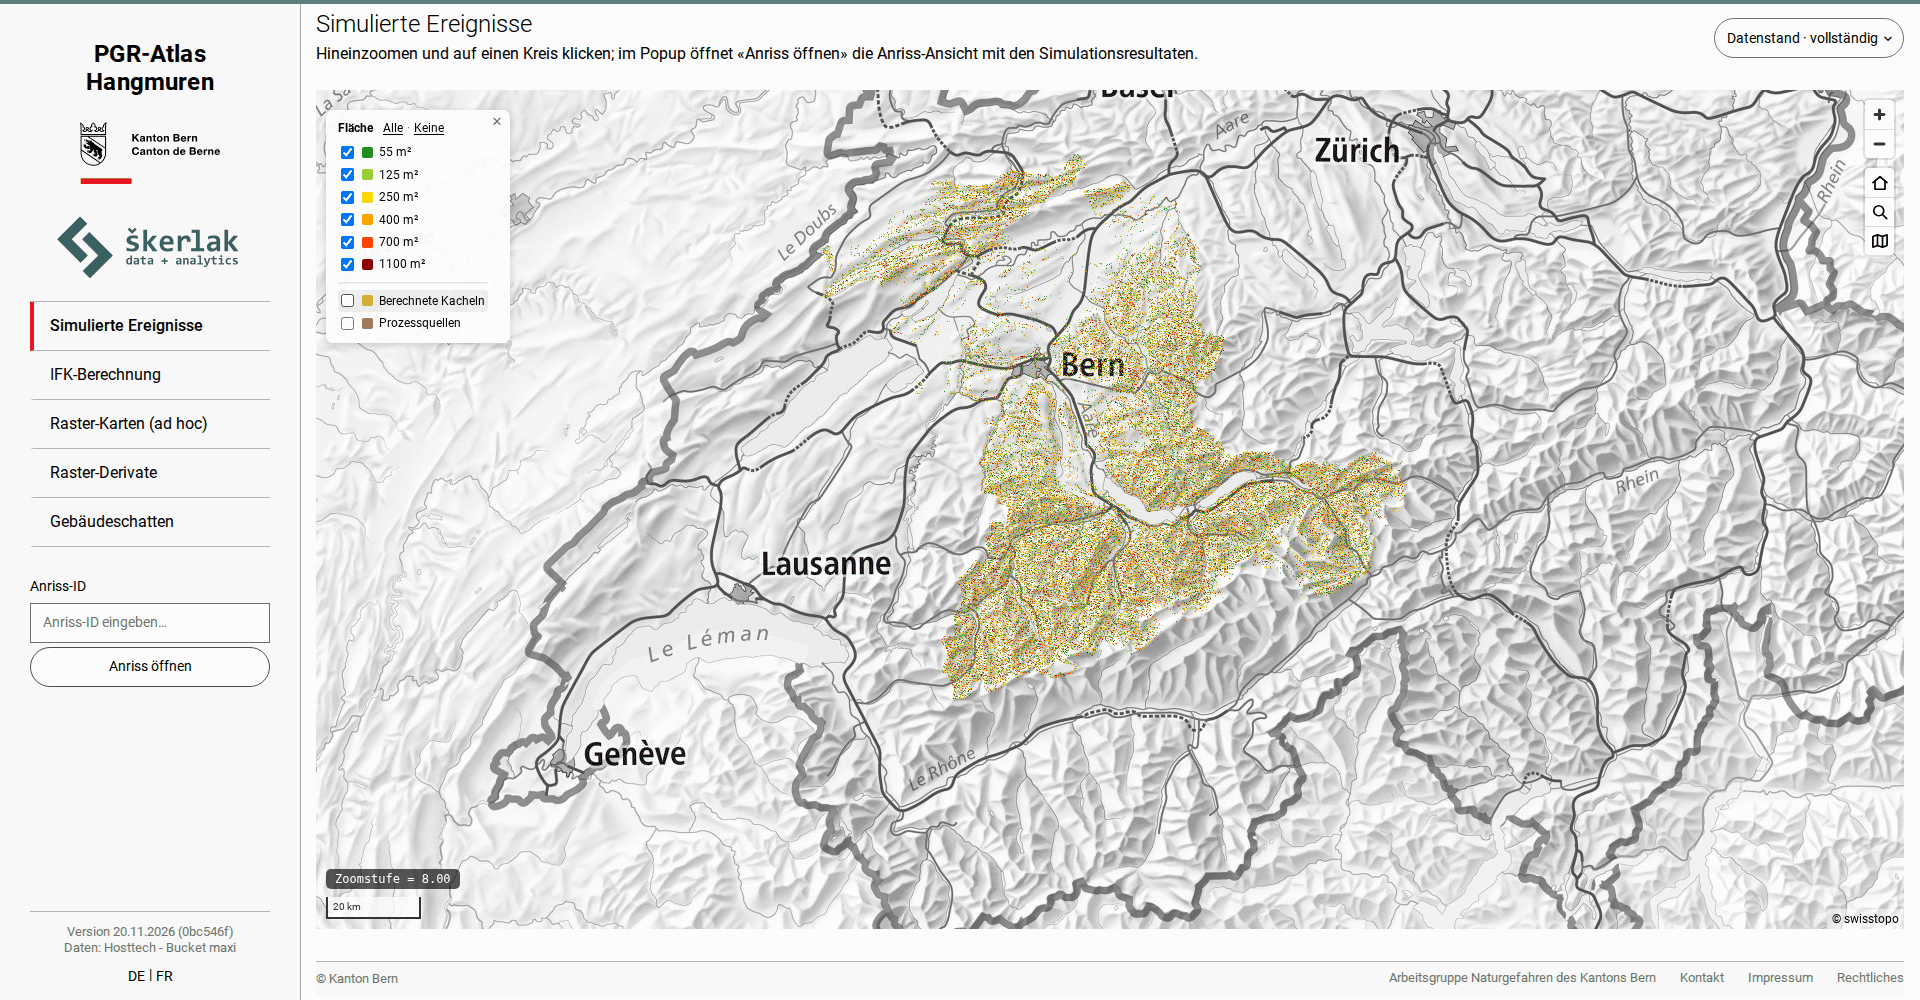 PGR-Atlas
Hangmuren
Kanton Bern
Canton de Berne
škerlak
data + analytics
Simulierte Ereignisse
IFK-Berechnung
Raster-Karten (ad hoc)
Raster-Derivate
Gebäudeschatten
Anriss-ID
Anriss-ID eingeben...
Anriss öffnen
Version 20.11.2026 (0bc546f)
Daten: Hosttech - Bucket maxi
DE | FR
Simulierte Ereignisse
Hineinzoomen und auf einen Kreis klicken; im Popup öffnet «Anriss öffnen» die Anriss-Ansicht mit den Simulationsresultaten.
Datenstand · vollständig
Fläche Alle · Keine ×
55 m²
125 m²
250 m²
400 m²
700 m²
1100 m²
Berechnete Kacheln
Prozessquellen
Basel
Aare
Zürich
Rhein
Le Doubs
Bern
Aare
Rhein
Lausanne
Le Léman
Genève
Le Rhône
Zoomstufe = 8.00
20 km
© swisstopo
© Kanton Bern
Arbeitsgruppe Naturgefahren des Kantons Bern
Kontakt
Impressum
Rechtliches